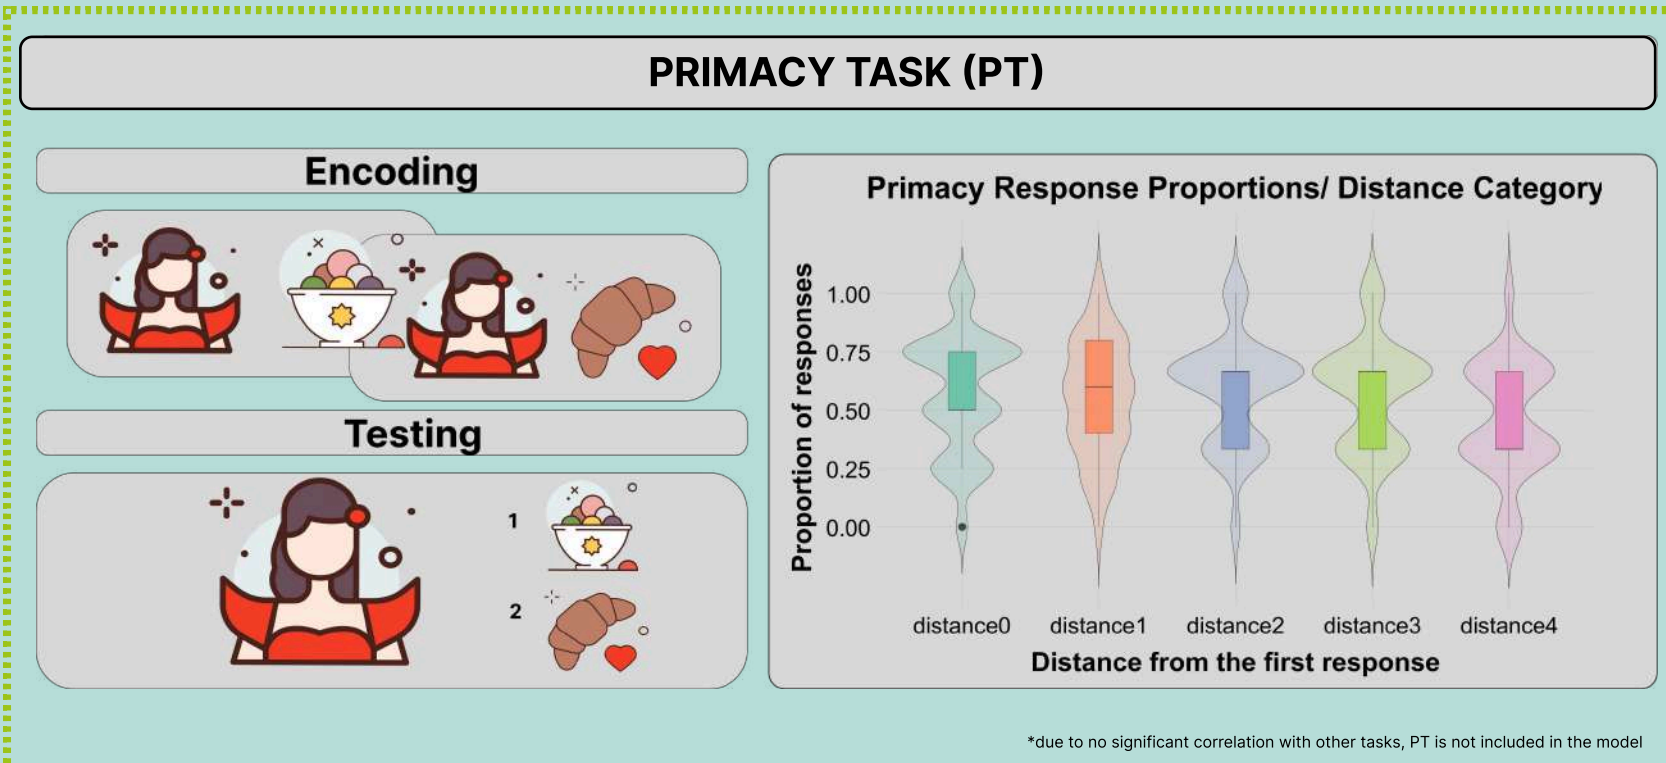 PRIMACY TASK (PT)
Encoding
Testing
1
2
Primacy Response Proportions/ Distance Category
Proportion of responses
1.00
0.75
0.50
0.25
0.00
distance0 distance1 distance2 distance3 distance4
Distance from the first response
*due to no significant correlation with other tasks, PT is not included in the model